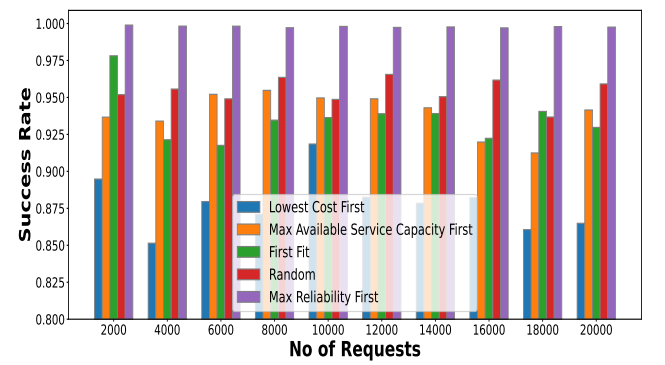 1.000
0.975
0.950
0.925
0.900
0.875
0.850
0.825
0.800
Success Rate
Lowest Cost First
Max Available Service Capacity First
First Fit
Random
Max Reliability First
2000 4000 6000 8000 10000 12000 14000 16000 18000 20000
No of Requests